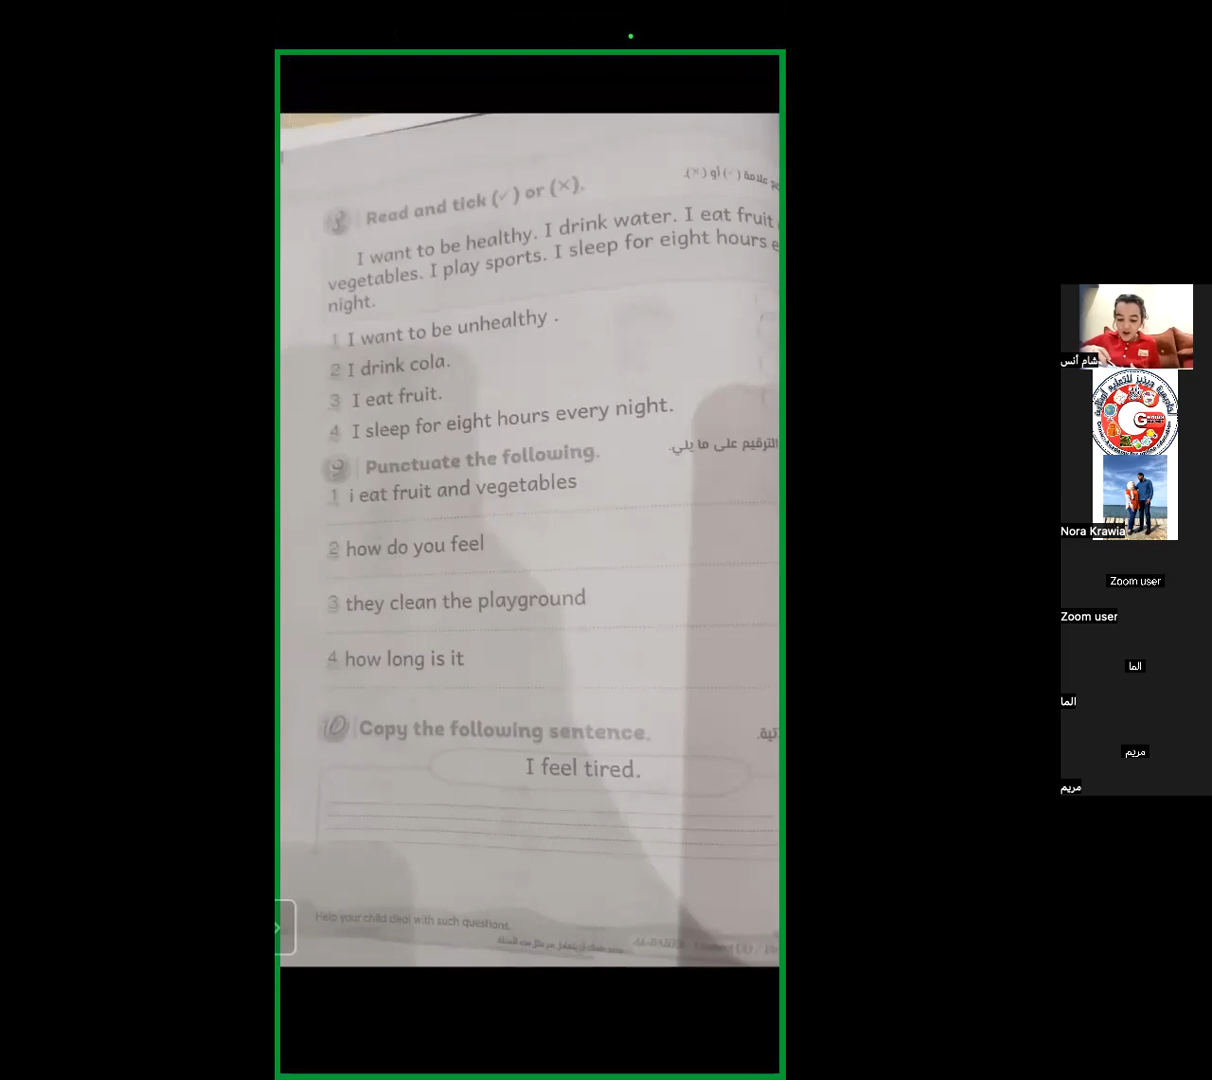 8 Read and tick (✓) or (×).
علامة (✓) أو (×).
I want to be healthy. I drink water. I eat fruit
vegetables. I play sports. I sleep for eight hours
night.
1 I want to be unhealthy .
2 I drink cola.
3 I eat fruit.
4 I sleep for eight hours every night.
9 Punctuate the following.
الترقيم على ما يلي.
1 i eat fruit and vegetables
2 how do you feel
3 they clean the playground
4 how long is it
10 Copy the following sentence.
I feel tired.
Help your child deal with such questions.
شام أنس
Nora Krawia
Zoom user
Zoom user
الما
الما
مريم
مريم